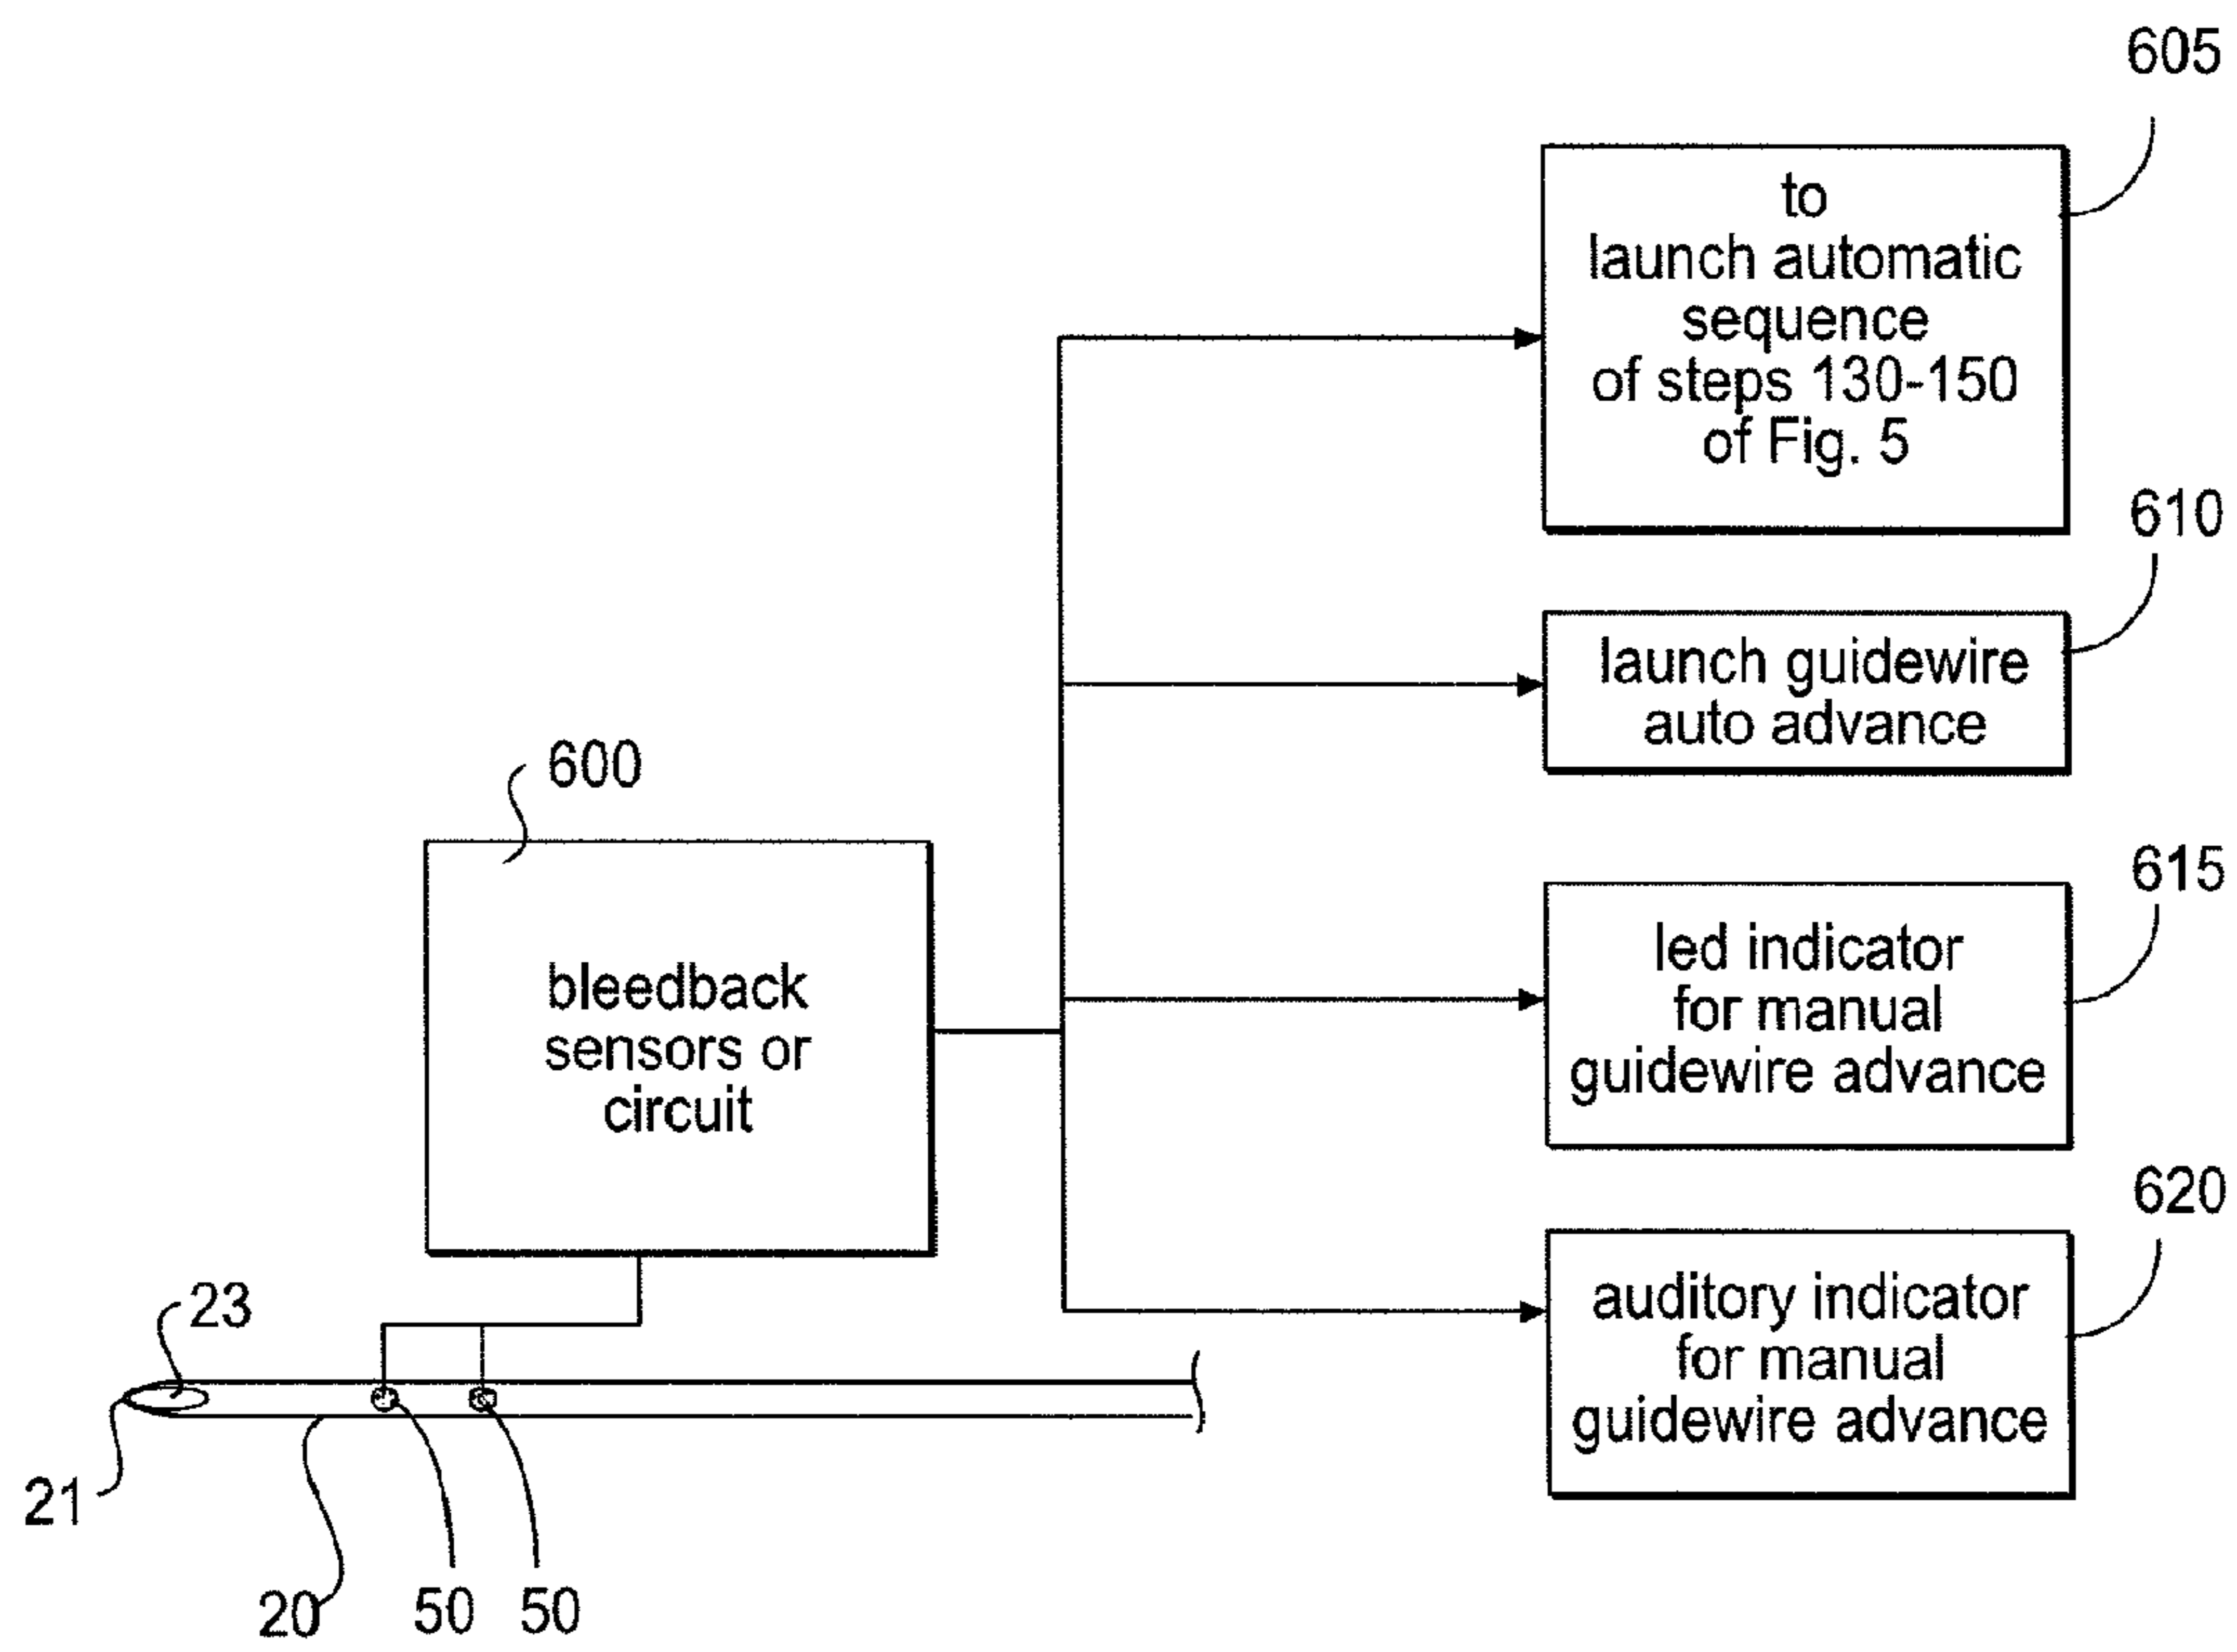 605
to
launch automatic
sequence
of steps 130-150
of Fig. 5
610
launch guidewire
auto advance
600
bleedback
sensors or
circuit
615
led indicator
for manual
guidewire advance
620
auditory indicator
for manual
guidewire advance
23
21
20
50
50